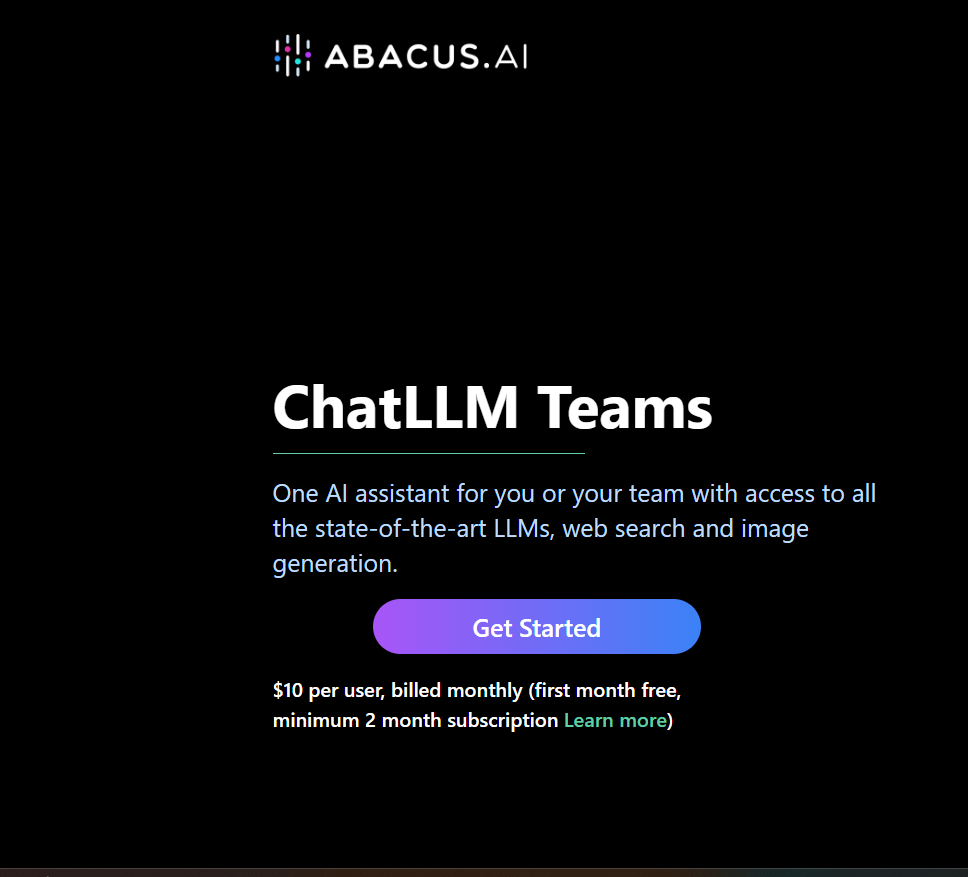 ABACUS.AI
ChatLLM Teams
One AI assistant for you or your team with access to all
the state-of-the-art LLMs, web search and image
generation.
Get Started
$10 per user, billed monthly (first month free,
minimum 2 month subscription Learn more)